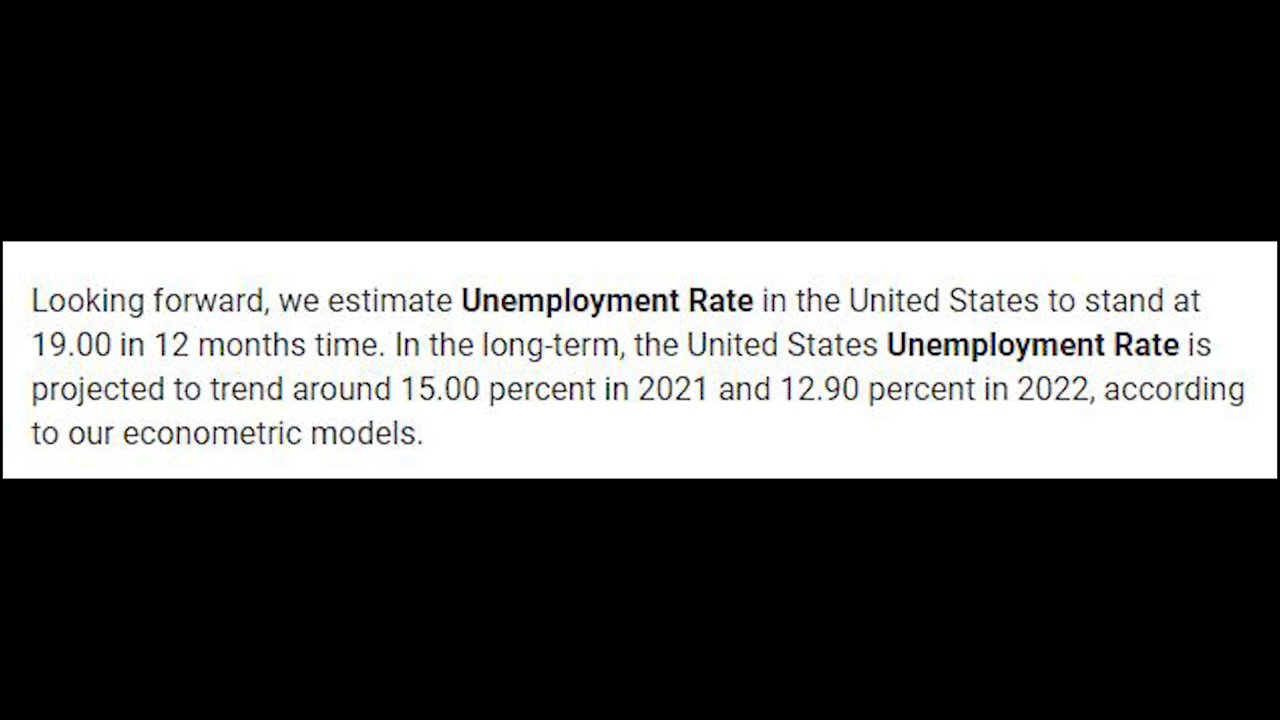 Looking forward, we estimate Unemployment Rate in the United States to stand at
19.00 in 12 months time. In the long-term, the United States Unemployment Rate is
projected to trend around 15.00 percent in 2021 and 12.90 percent in 2022, according
to our econometric models.